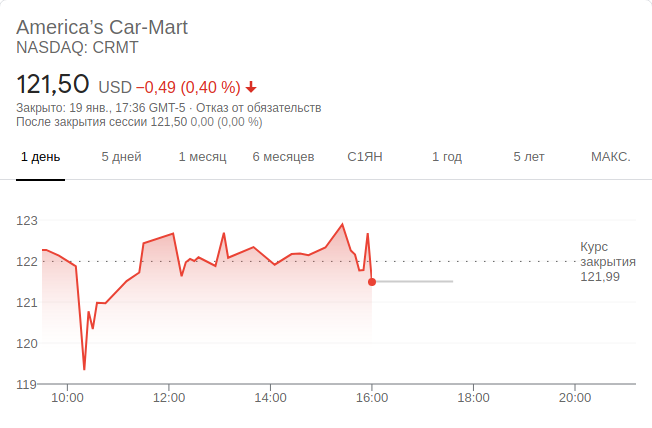 America’s Car-Mart
NASDAQ: CRMT
121,50 USD −0,49 (0,40 %)
Закрыто: 19 янв., 17:36 GMT-5 · Отказ от обязательств
После закрытия сессии 121,50 0,00 (0,00 %)
1 день 5 дней 1 месяц 6 месяцев С1ЯН 1 год 5 лет МАКС.
123
Курс
122 закрытия
121,99
121
120
119
10:00 12:00 14:00 16:00 18:00 20:00